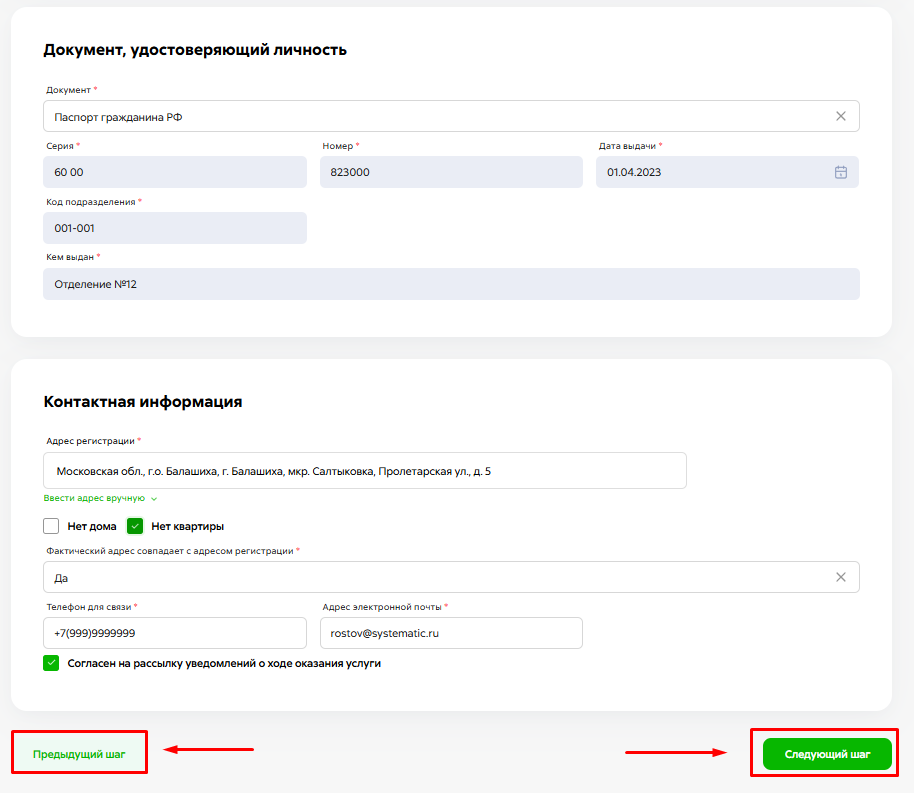 Документ, удостоверяющий личность
Документ *
Паспорт гражданина РФ
Серия * Номер * Дата выдачи *
60 00 823000 01.04.2023
Код подразделения *
001-001
Кем выдан *
Отделение №12
Контактная информация
Адрес регистрации *
Московская обл., г.о. Балашиха, г. Балашиха, мкр. Салтыковка, Пролетарская ул., д. 5
Ввести адрес вручную
Нет дома Нет квартиры
Фактический адрес совпадает с адресом регистрации *
Да
Телефон для связи * Адрес электронной почты *
+7(999)9999999 rostov@systematic.ru
Согласен на рассылку уведомлений о ходе оказания услуги
Предыдущий шаг Следующий шаг